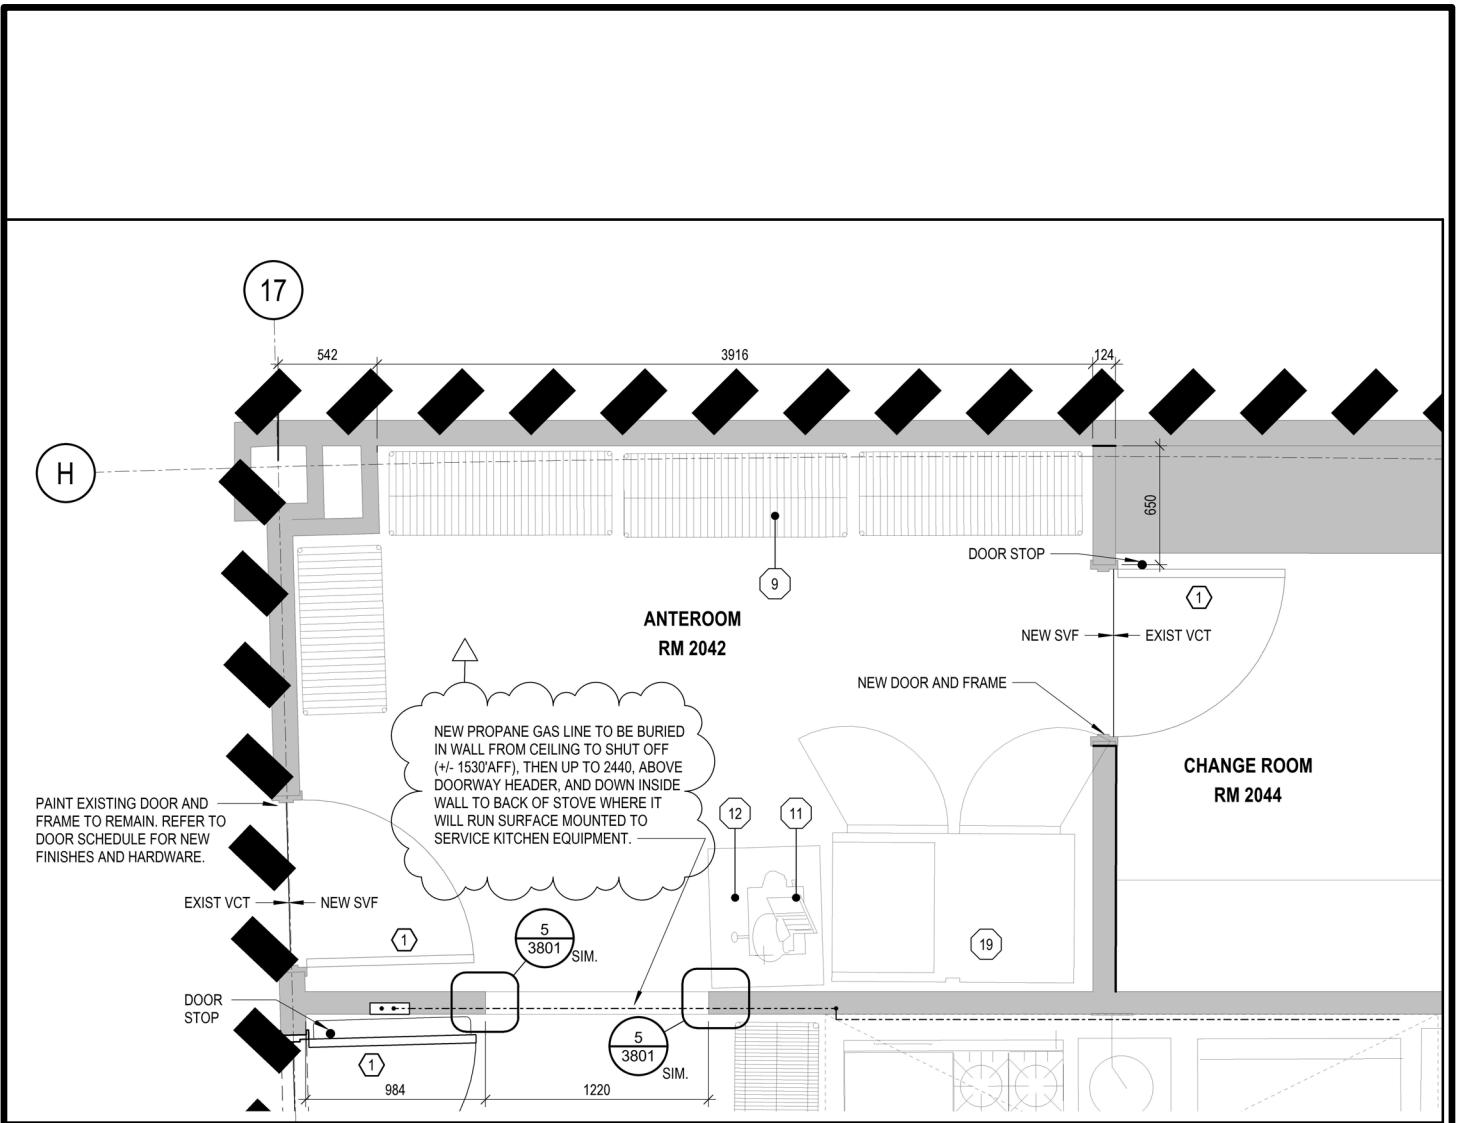 17
542
3916
124
H
650
DOOR STOP
9
1
ANTEROOM
RM 2042
NEW SVF
EXIST VCT
NEW DOOR AND FRAME
NEW PROPANE GAS LINE TO BE BURIED
IN WALL FROM CEILING TO SHUT OFF
(+/- 1530'AFF), THEN UP TO 2440, ABOVE
DOORWAY HEADER, AND DOWN INSIDE
WALL TO BACK OF STOVE WHERE IT
WILL RUN SURFACE MOUNTED TO
SERVICE KITCHEN EQUIPMENT.
CHANGE ROOM
RM 2044
PAINT EXISTING DOOR AND
FRAME TO REMAIN. REFER TO
DOOR SCHEDULE FOR NEW
FINISHES AND HARDWARE.
12
11
EXIST VCT
NEW SVF
1
5
3801
SIM.
19
DOOR
STOP
1
5
3801
SIM.
984
1220